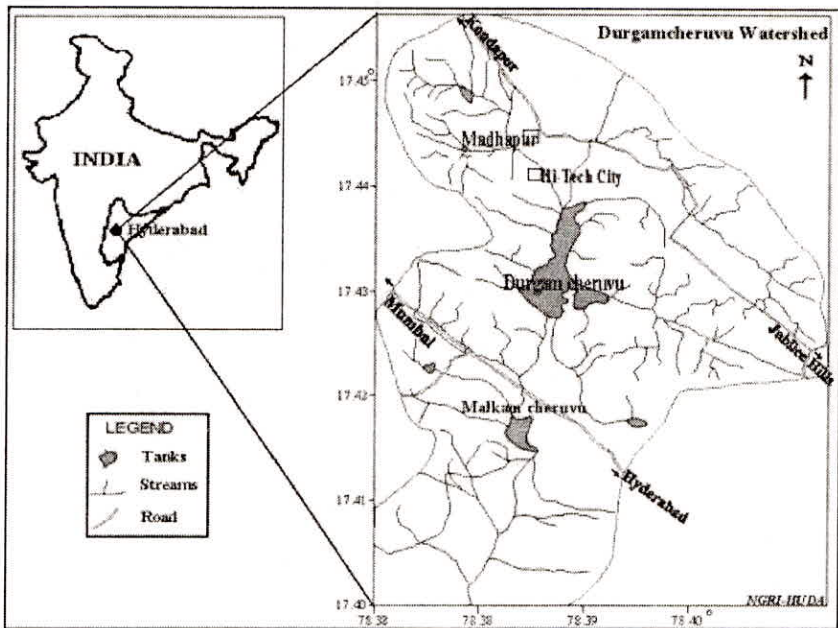 Durgamcheruvu Watershed
N
Kondapur
17.45°
Madhapur
Hi Tech City
17.44
INDIA
Hyderabad
Durgam cheruvu
17.43
Mumbai
Jubilee Hills
17.42
Malkam cheruvu
LEGEND
Tanks
Streams
Road
Hyderabad
17.41
17.40
NGRI-HUDA
78.38
78.38
78.39
78.40°